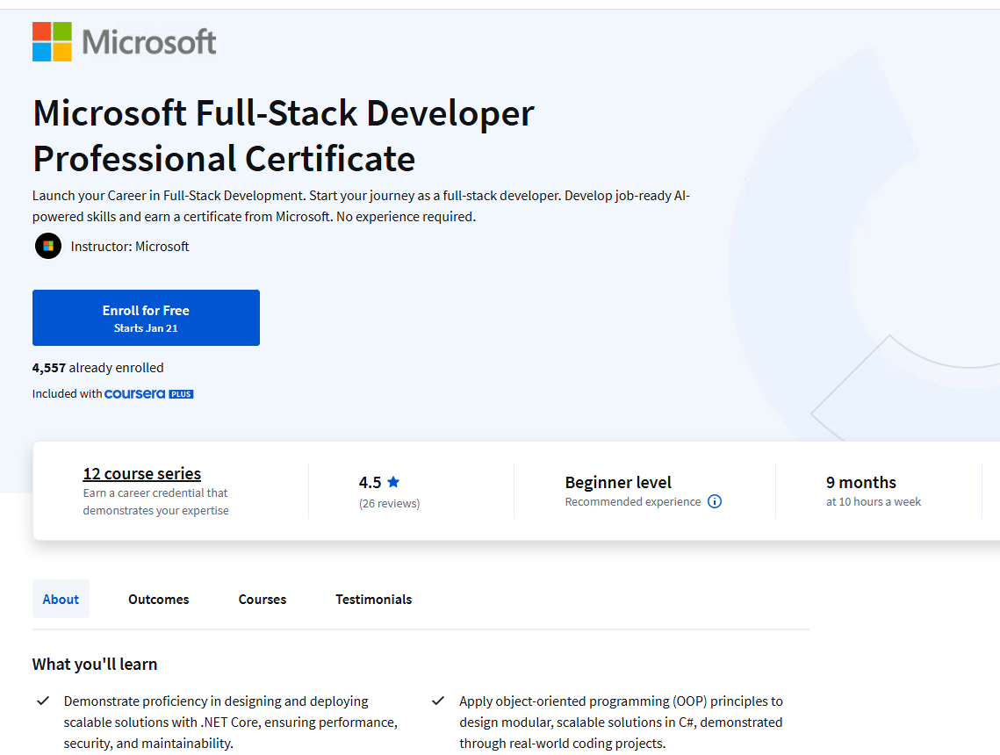 Microsoft
Microsoft Full-Stack Developer
Professional Certificate
Launch your Career in Full-Stack Development. Start your journey as a full-stack developer. Develop job-ready AI-
powered skills and earn a certificate from Microsoft. No experience required.
Instructor: Microsoft
Enroll for Free
Starts Jan 21
4,557 already enrolled
Included with coursera PLUS
12 course series
Earn a career credential that
demonstrates your expertise
4.5
(26 reviews)
Beginner level
Recommended experience
9 months
at 10 hours a week
About
Outcomes
Courses
Testimonials
What you'll learn
Demonstrate proficiency in designing and deploying
scalable solutions with .NET Core, ensuring performance,
security, and maintainability.
Apply object-oriented programming (OOP) principles to
design modular, scalable solutions in C#, demonstrated
through real-world coding projects.